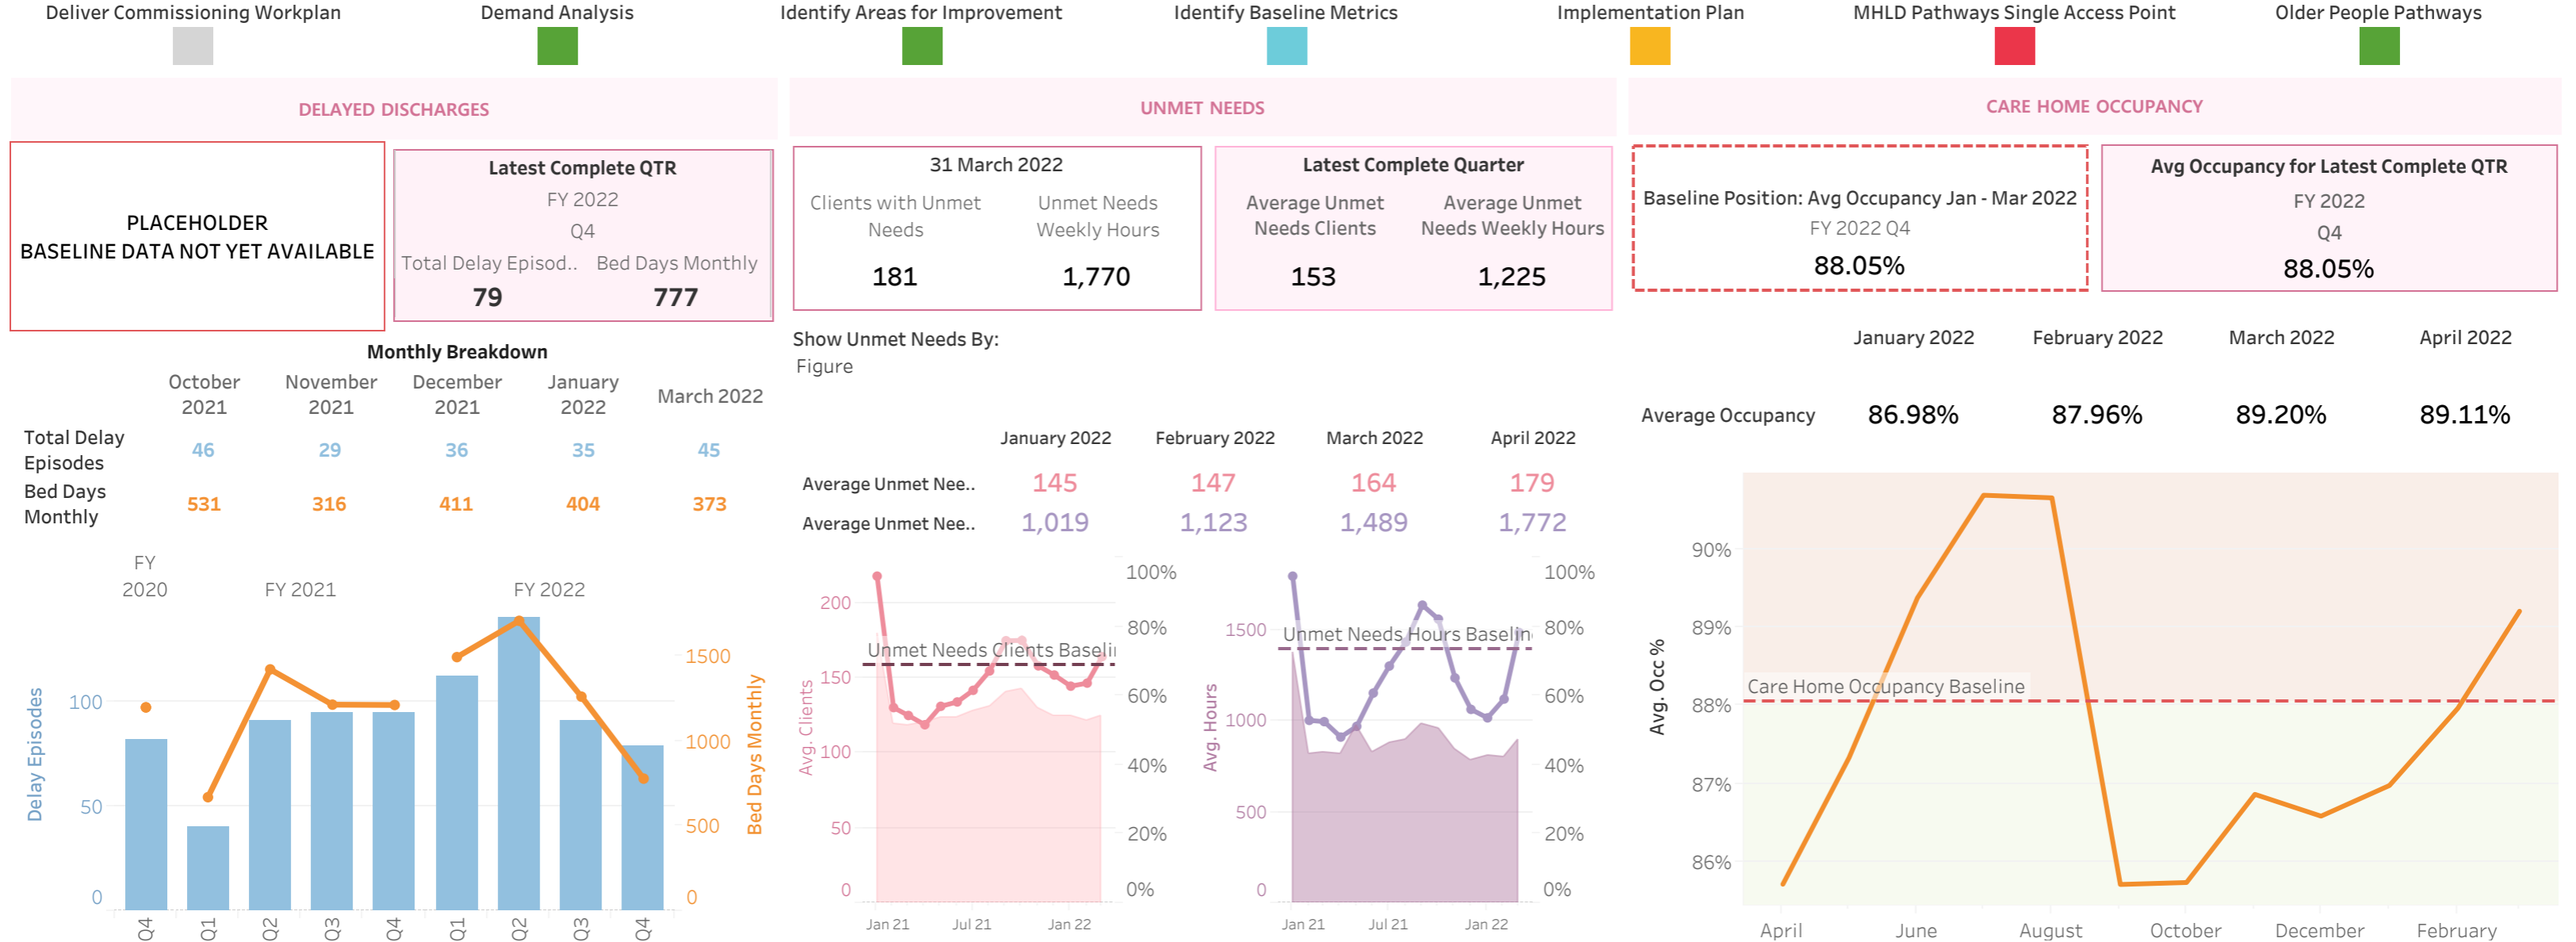 Deliver Commissioning Workplan
Demand Analysis
Identify Areas for Improvement
Identify Baseline Metrics
Implementation Plan
MHLD Pathways Single Access Point
Older People Pathways
DELAYED DISCHARGES
PLACEHOLDER
BASELINE DATA NOT YET AVAILABLE
Latest Complete QTR
FY 2022
Q4
Total Delay Episod.. Bed Days Monthly
79 777
Monthly Breakdown
October 2021
November 2021
December 2021
January 2022
March 2022
Total Delay Episodes 46 29 36 35 45
Bed Days Monthly 531 316 411 404 373
FY 2020
FY 2021
FY 2022
Delay Episodes
100
50
0
Bed Days Monthly
1500
1000
500
0
Q4 Q1 Q2 Q3 Q4 Q1 Q2 Q3 Q4
UNMET NEEDS
31 March 2022
Clients with Unmet Needs
Unmet Needs Weekly Hours
181 1,770
Latest Complete Quarter
Average Unmet Needs Clients
Average Unmet Needs Weekly Hours
153 1,225
Show Unmet Needs By:
Figure
January 2022 February 2022 March 2022 April 2022
Average Unmet Nee.. 145 147 164 179
Average Unmet Nee.. 1,019 1,123 1,489 1,772
Avg. Clients
200
150
100
50
0
Unmet Needs Clients Baseli
100%
80%
60%
40%
20%
0%
Jan 21 Jul 21 Jan 22
Avg. Hours
1500
1000
500
0
Unmet Needs Hours Baseline
100%
80%
60%
40%
20%
0%
Jan 21 Jul 21 Jan 22
CARE HOME OCCUPANCY
Baseline Position: Avg Occupancy Jan - Mar 2022
FY 2022 Q4
88.05%
Avg Occupancy for Latest Complete QTR
FY 2022
Q4
88.05%
January 2022 February 2022 March 2022 April 2022
Average Occupancy 86.98% 87.96% 89.20% 89.11%
Avg. Occ %
90%
89%
88%
87%
86%
Care Home Occupancy Baseline
April June August October December February